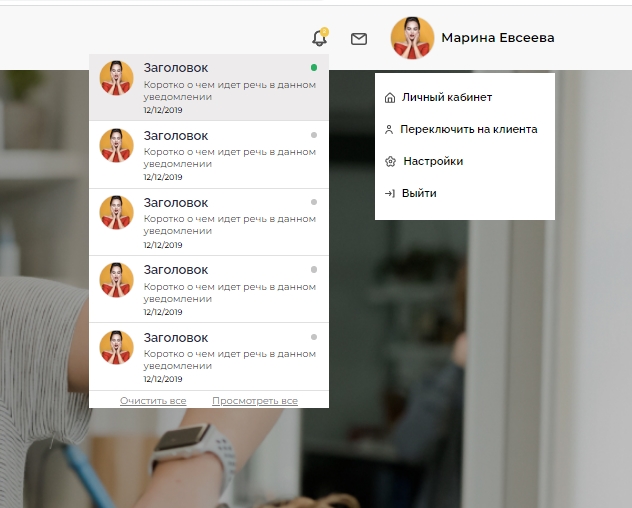 Марина Евсеева
Заголовок
Коротко о чем идет речь в данном
уведомлении
12/12/2019
Заголовок
Коротко о чем идет речь в данном
уведомлении
12/12/2019
Заголовок
Коротко о чем идет речь в данном
уведомлении
12/12/2019
Заголовок
Коротко о чем идет речь в данном
уведомлении
12/12/2019
Заголовок
Коротко о чем идет речь в данном
уведомлении
12/12/2019
Очистить все Просмотреть все
Личный кабинет
Переключить на клиента
Настройки
Выйти